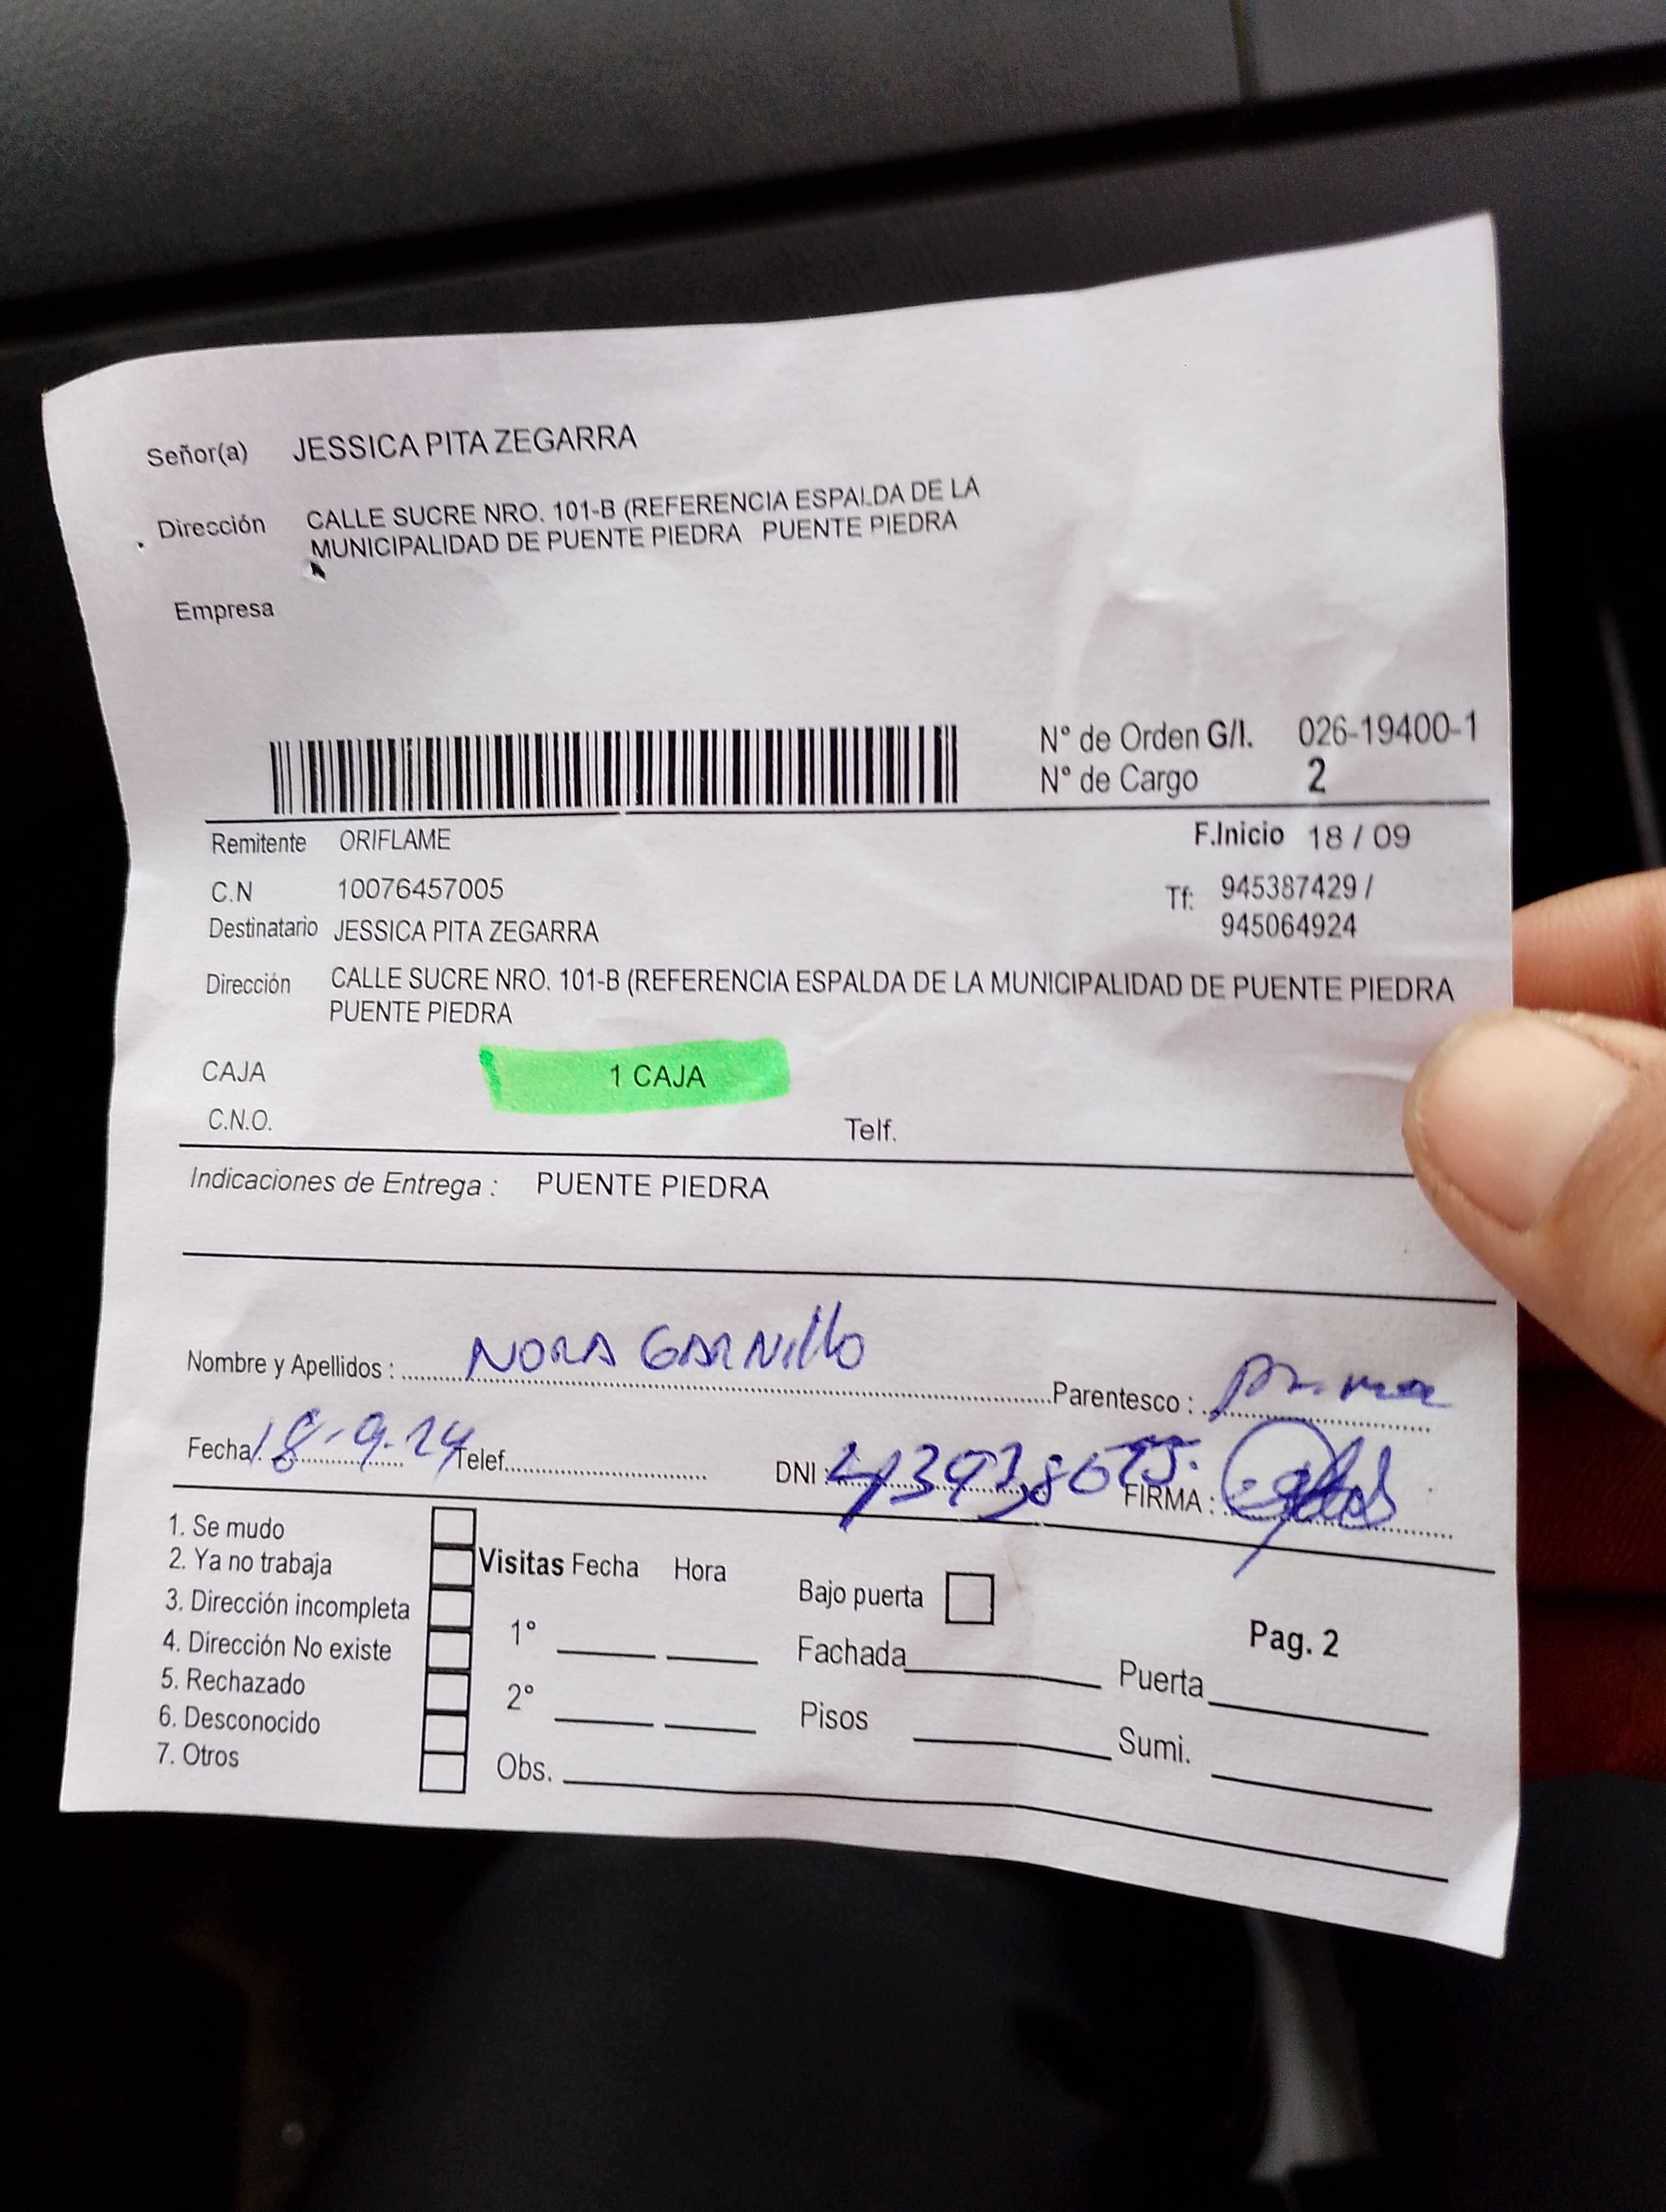 Señor(a) JESSICA PITA ZEGARRA
Dirección CALLE SUCRE NRO. 101-B (REFERENCIA ESPALDA DE LA
MUNICIPALIDAD DE PUENTE PIEDRA PUENTE PIEDRA
Empresa
N° de Orden G/I. 026-19400-1
N° de Cargo 2
Remitente ORIFLAME F.Inicio 18 / 09
C.N 10076457005 Tf: 945387429 /
945064924
Destinatario JESSICA PITA ZEGARRA
Dirección CALLE SUCRE NRO. 101-B (REFERENCIA ESPALDA DE LA MUNICIPALIDAD DE PUENTE PIEDRA
PUENTE PIEDRA
CAJA 1 CAJA
C.N.O. Telf.
Indicaciones de Entrega : PUENTE PIEDRA
Nombre y Apellidos : NORA Parentesco : prima
Fecha 18-9-24 Telef. DNI : FIRMA :
1. Se mudo
2. Ya no trabaja Visitas Fecha Hora Bajo puerta
3. Dirección incompleta 1° Pag. 2
4. Dirección No existe Fachada Puerta
5. Rechazado 2°
6. Desconocido Pisos Sumi.
7. Otros Obs.